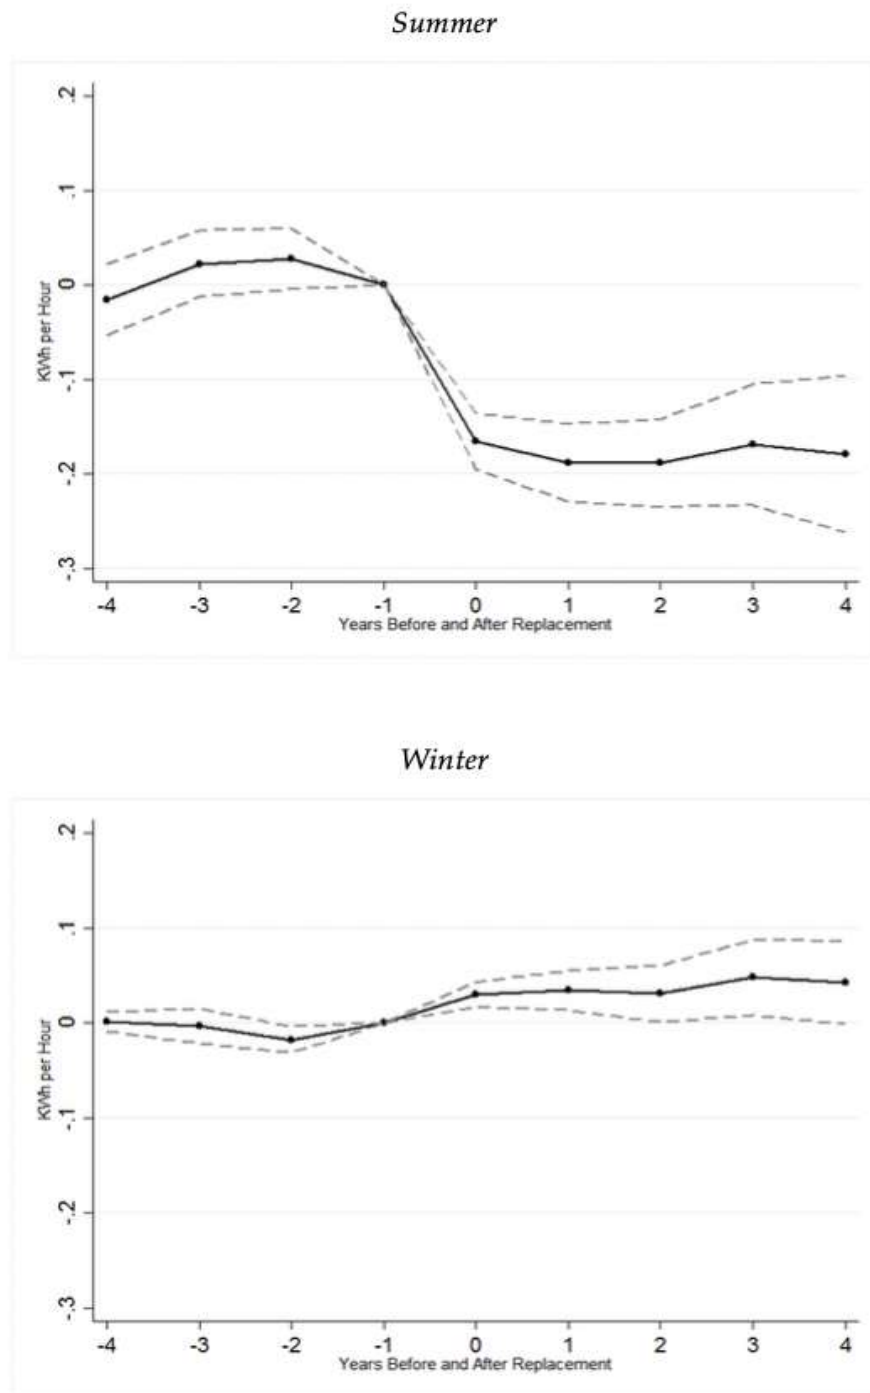 Summer
.2
.1
0
-.1
-.2
-.3
KWh per Hour
-4 -3 -2 -1 0 1 2 3 4
Years Before and After Replacement
Winter
.2
.1
0
-.1
-.2
-.3
KWh per Hour
-4 -3 -2 -1 0 1 2 3 4
Years Before and After Replacement